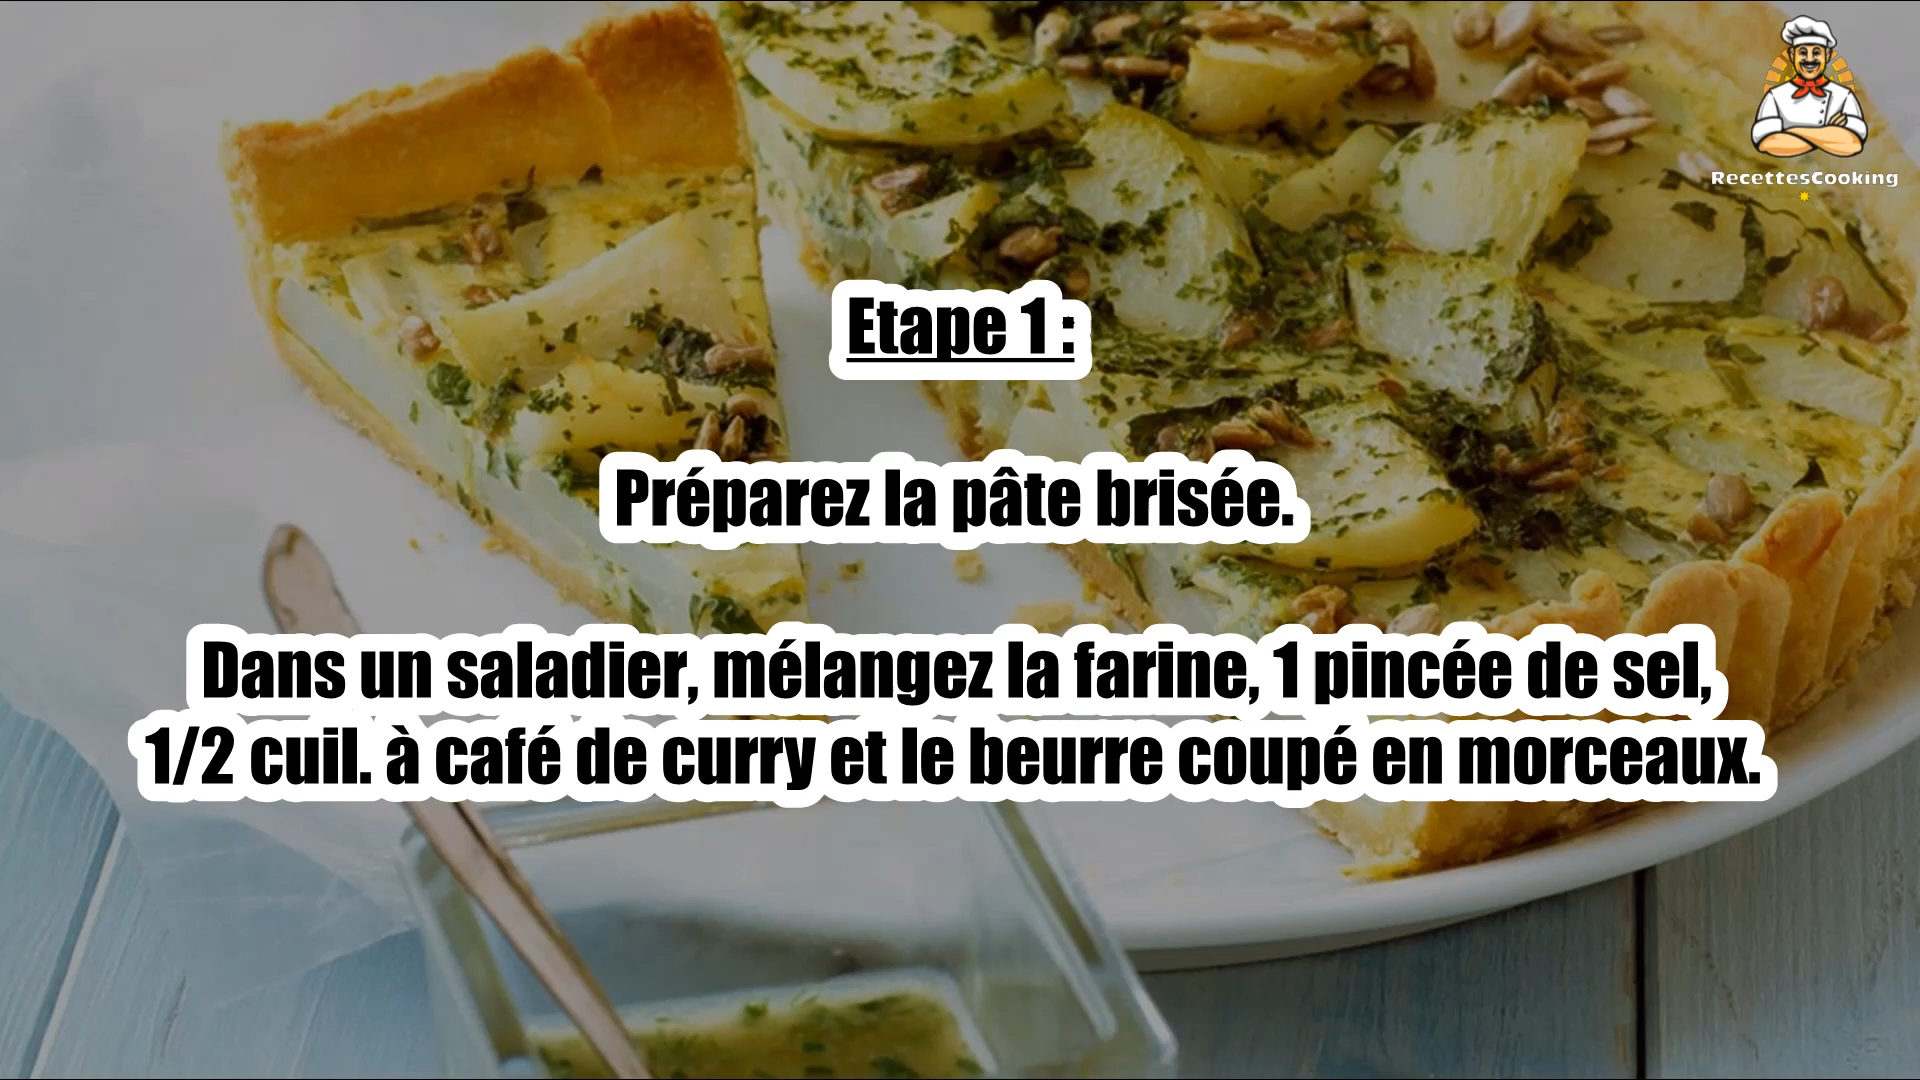 RecettesCooking
Etape 1 :
Préparez la pâte brisée.
Dans un saladier, mélangez la farine, 1 pincée de sel,
1/2 cuil. à café de curry et le beurre coupé en morceaux.